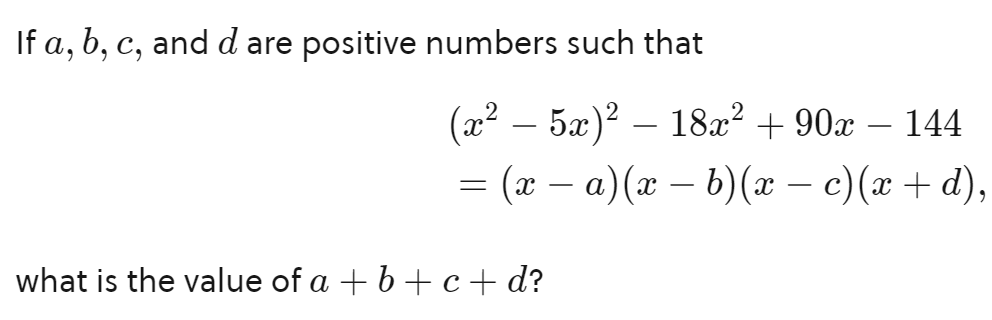 If a, b, c, and d are positive numbers such that
(x² − 5x)² − 18x² + 90x − 144
= (x − a)(x − b)(x − c)(x + d),
what is the value of a + b + c + d?